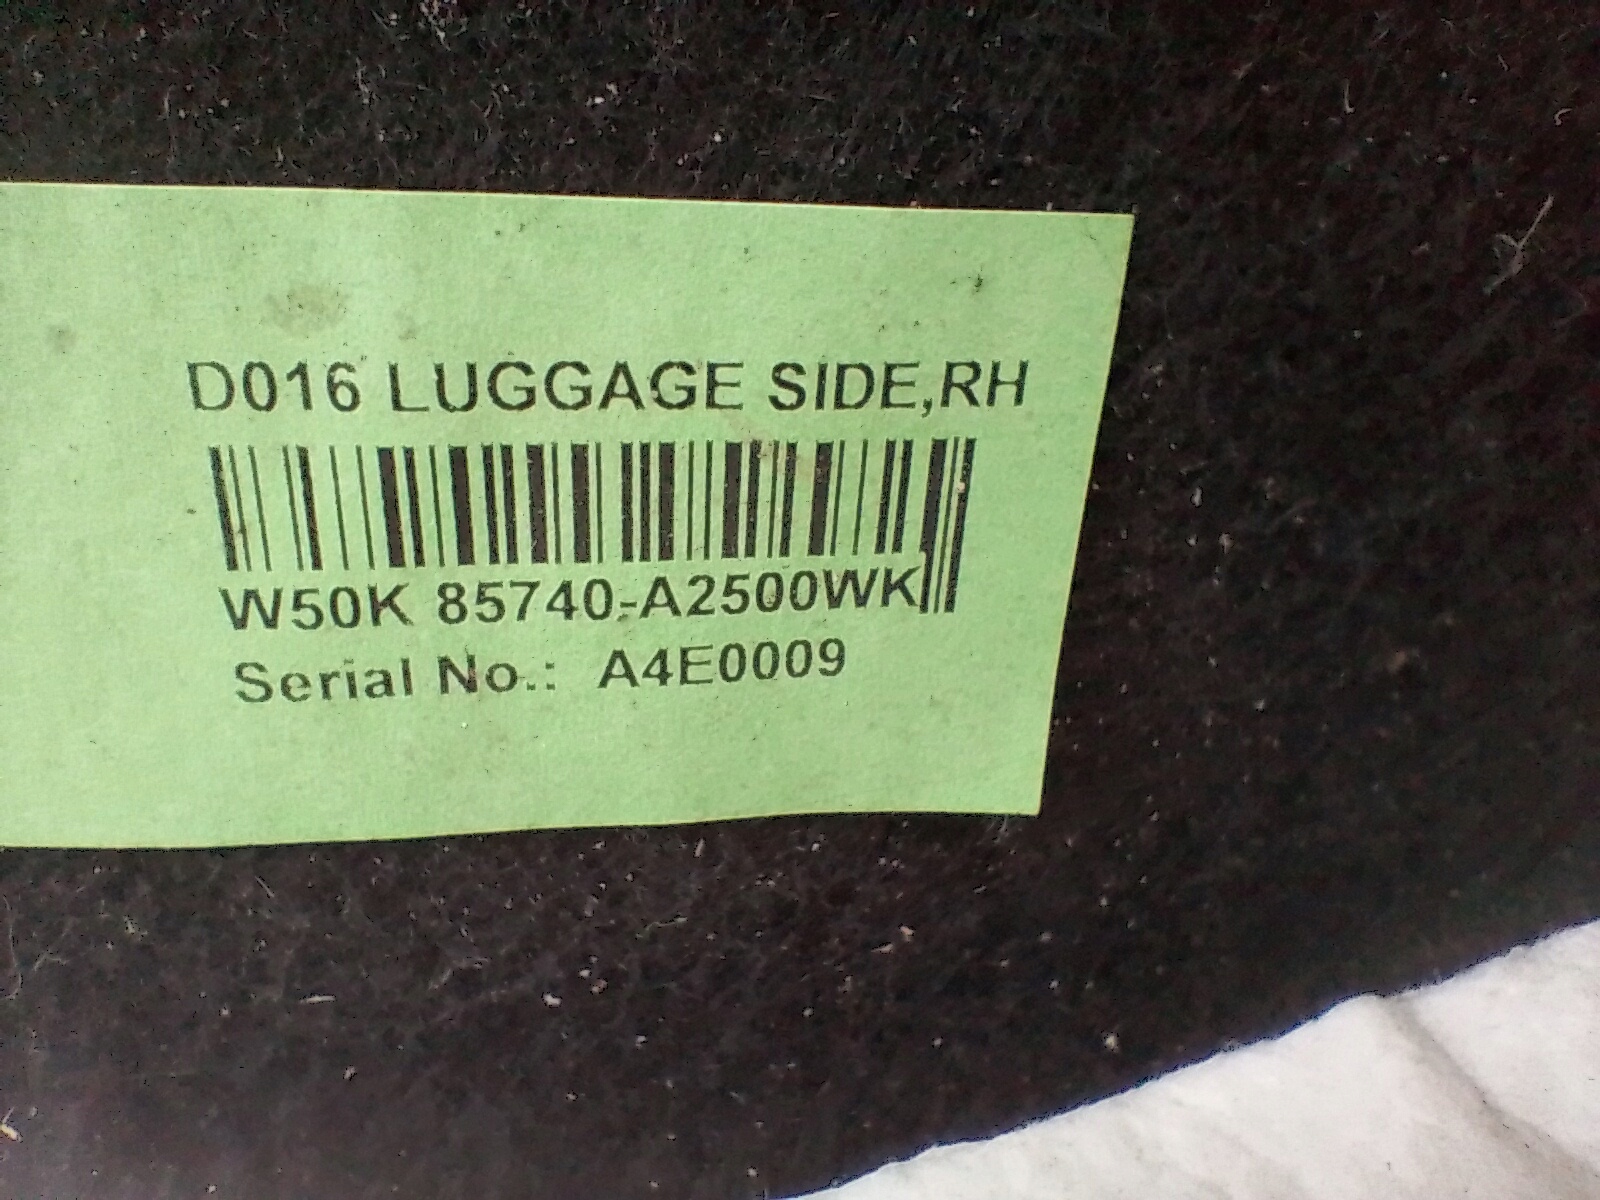 D016 LUGGAGE SIDE,RH
W50K 85740-A2500WK
Serial No.: A4E0009